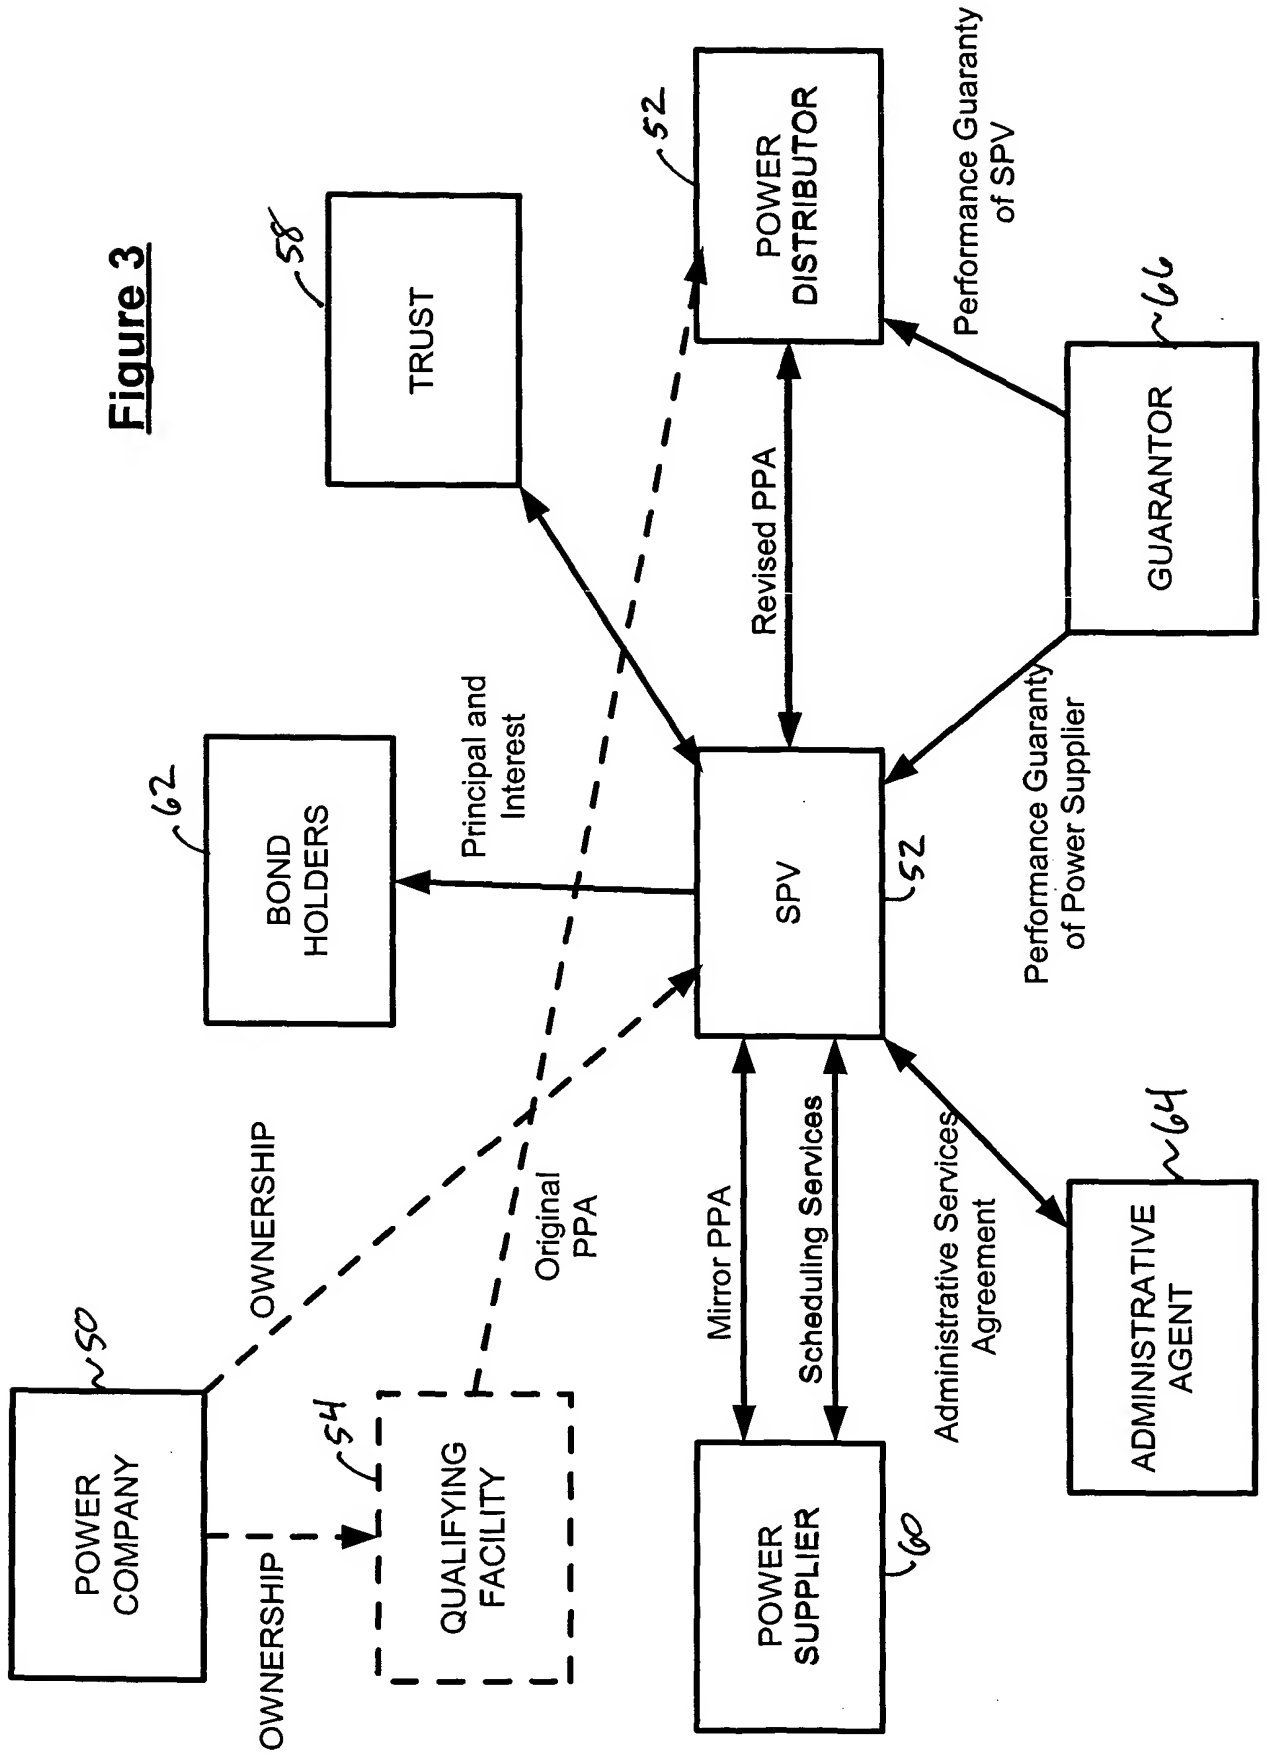 Figure 3
POWER
COMPANY
50
OWNERSHIP
OWNERSHIP
BOND
HOLDERS
62
TRUST
58
QUALIFYING
FACILITY
54
Original
PPA
Principal and
Interest
POWER
SUPPLIER
60
Mirror PPA
Scheduling Services
SPV
52
Revised PPA
POWER
DISTRIBUTOR
52
Administrative Services
Agreement
Performance Guaranty
of Power Supplier
Performance Guaranty
of SPV
ADMINISTRATIVE
AGENT
64
GUARANTOR
66